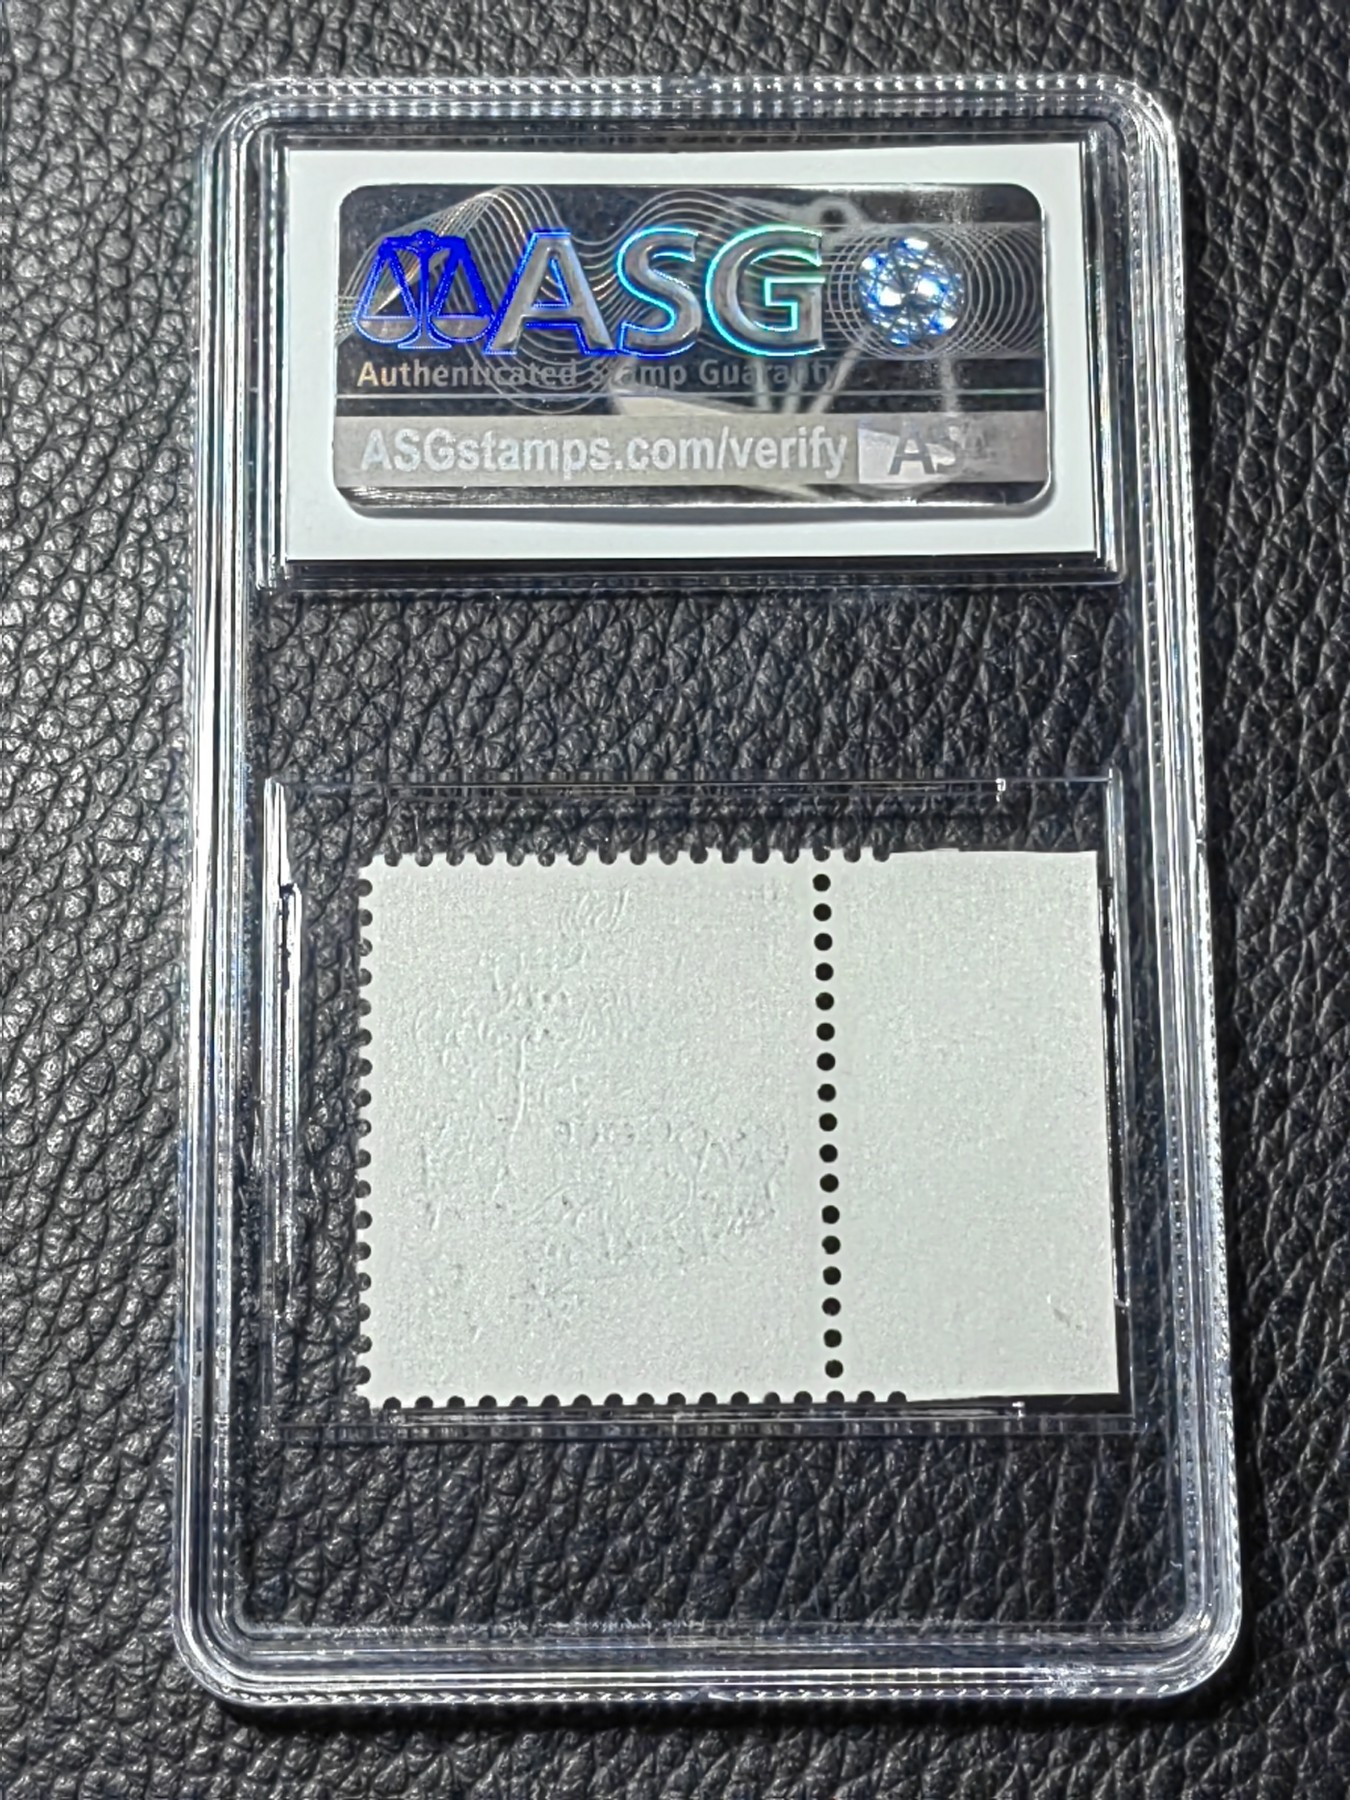 ASG
Authenticated Stamp Guaranty
ASGstamps.com/verify